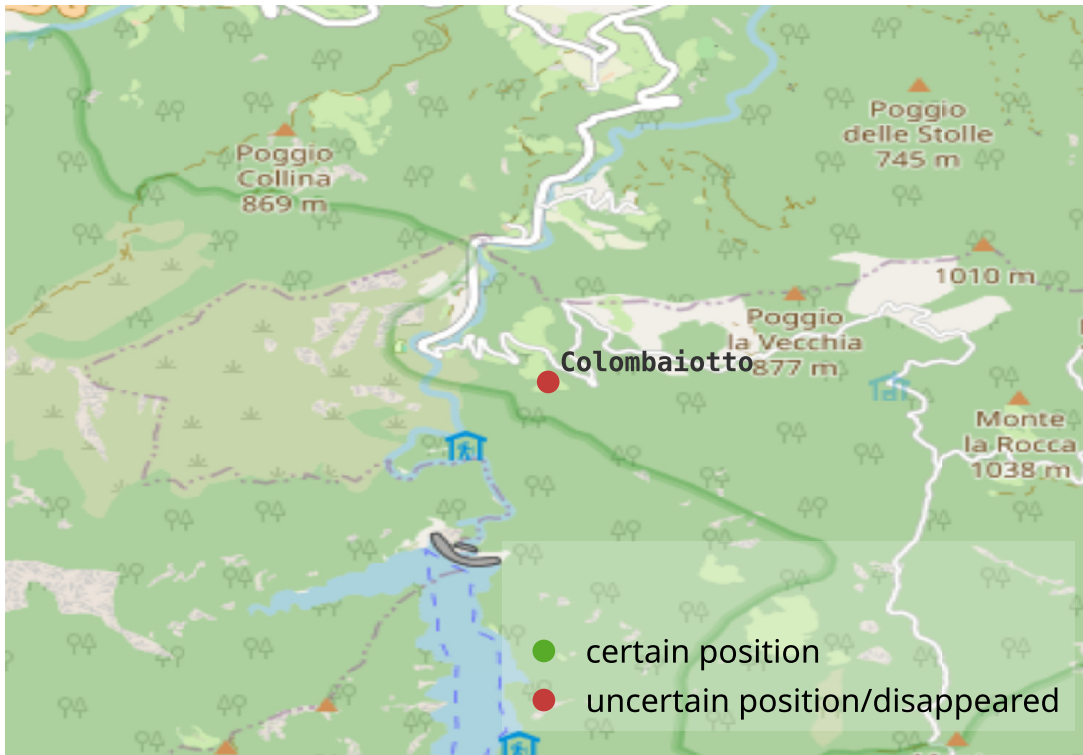 Poggio
delle Stolle
745 m
Poggio
Collina
869 m
1010 m
Poggio
la Vecchia
877 m
Colombaiotto
Monte
la Rocca
1038 m
certain position
uncertain position/disappeared